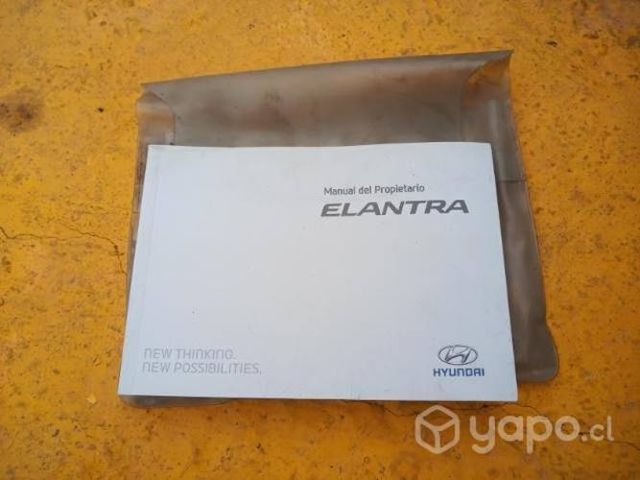 Manual del Propietario
ELANTRA
NEW THINKING.
NEW POSSIBILITIES.
HYUNDAI
yapo.cl